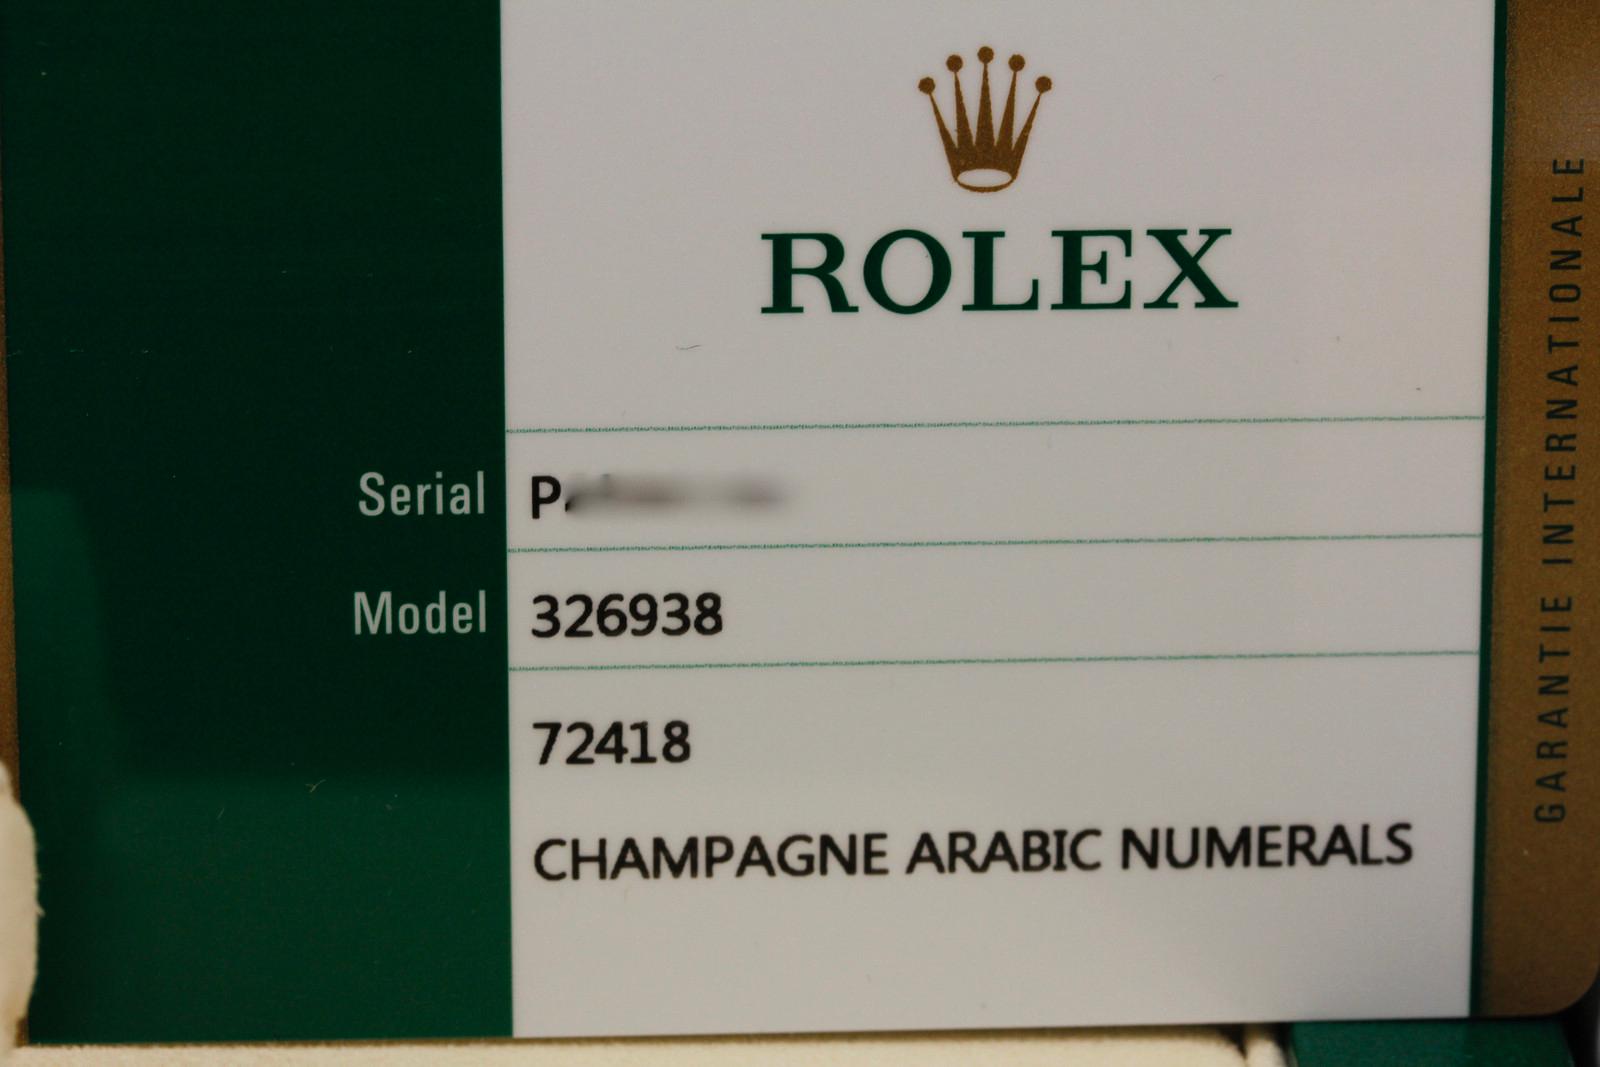 ROLEX
Serial P
Model 326938
72418
CHAMPAGNE ARABIC NUMERALS
GARANTIE INTERNATIONALE